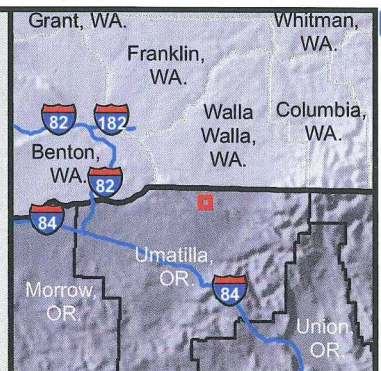 Grant, WA.
Whitman,
WA.
Franklin,
WA.
82
182
Walla
Walla,
WA.
Columbia,
WA.
Benton,
WA.
82
84
Umatilla,
OR.
84
Morrow,
OR.
Union,
OR.